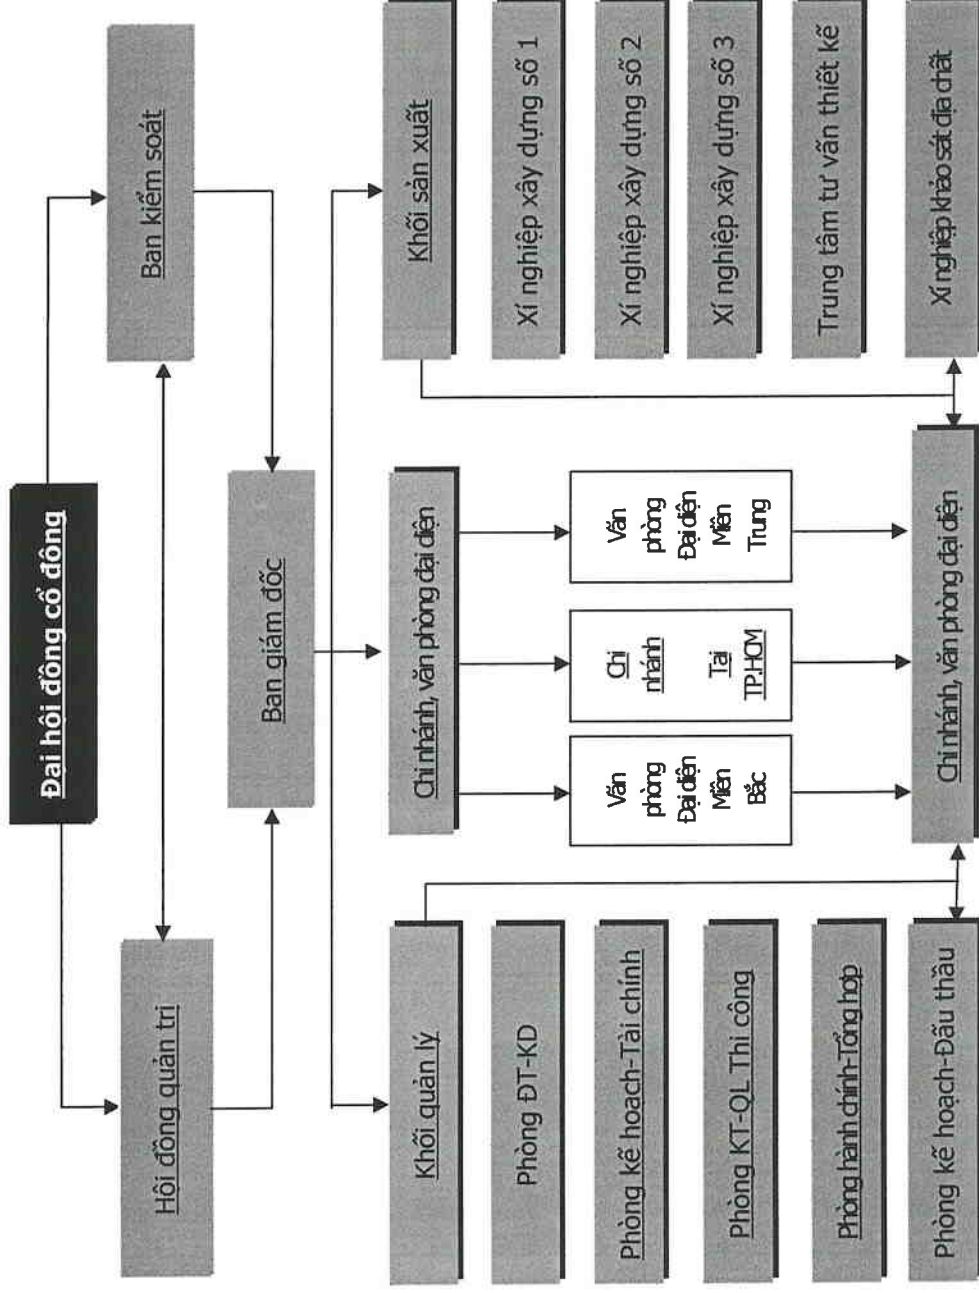 Đại hội đồng cổ đông
Hội đồng quản trị
Ban kiểm soát
Ban giám đốc
Khối quản lý
Chi nhánh, văn phòng đại diện
Khối sản xuất
Phòng ĐT-KD
Phòng kế hoạch-Tài chính
Phòng KT-QL Thi công
Phòng hành chính-Tổng hợp
Phòng kế hoạch-Đấu thầu
Văn
phòng
Đại diện
Miền
Bắc
Chi
nhánh
Tại
TP.HCM
Văn
phòng
Đại diện
Miền
Trung
Chi nhánh, văn phòng đại diện
Xí nghiệp xây dựng số 1
Xí nghiệp xây dựng số 2
Xí nghiệp xây dựng số 3
Trung tâm tư vấn thiết kế
Xí nghiệp khảo sát địa chất